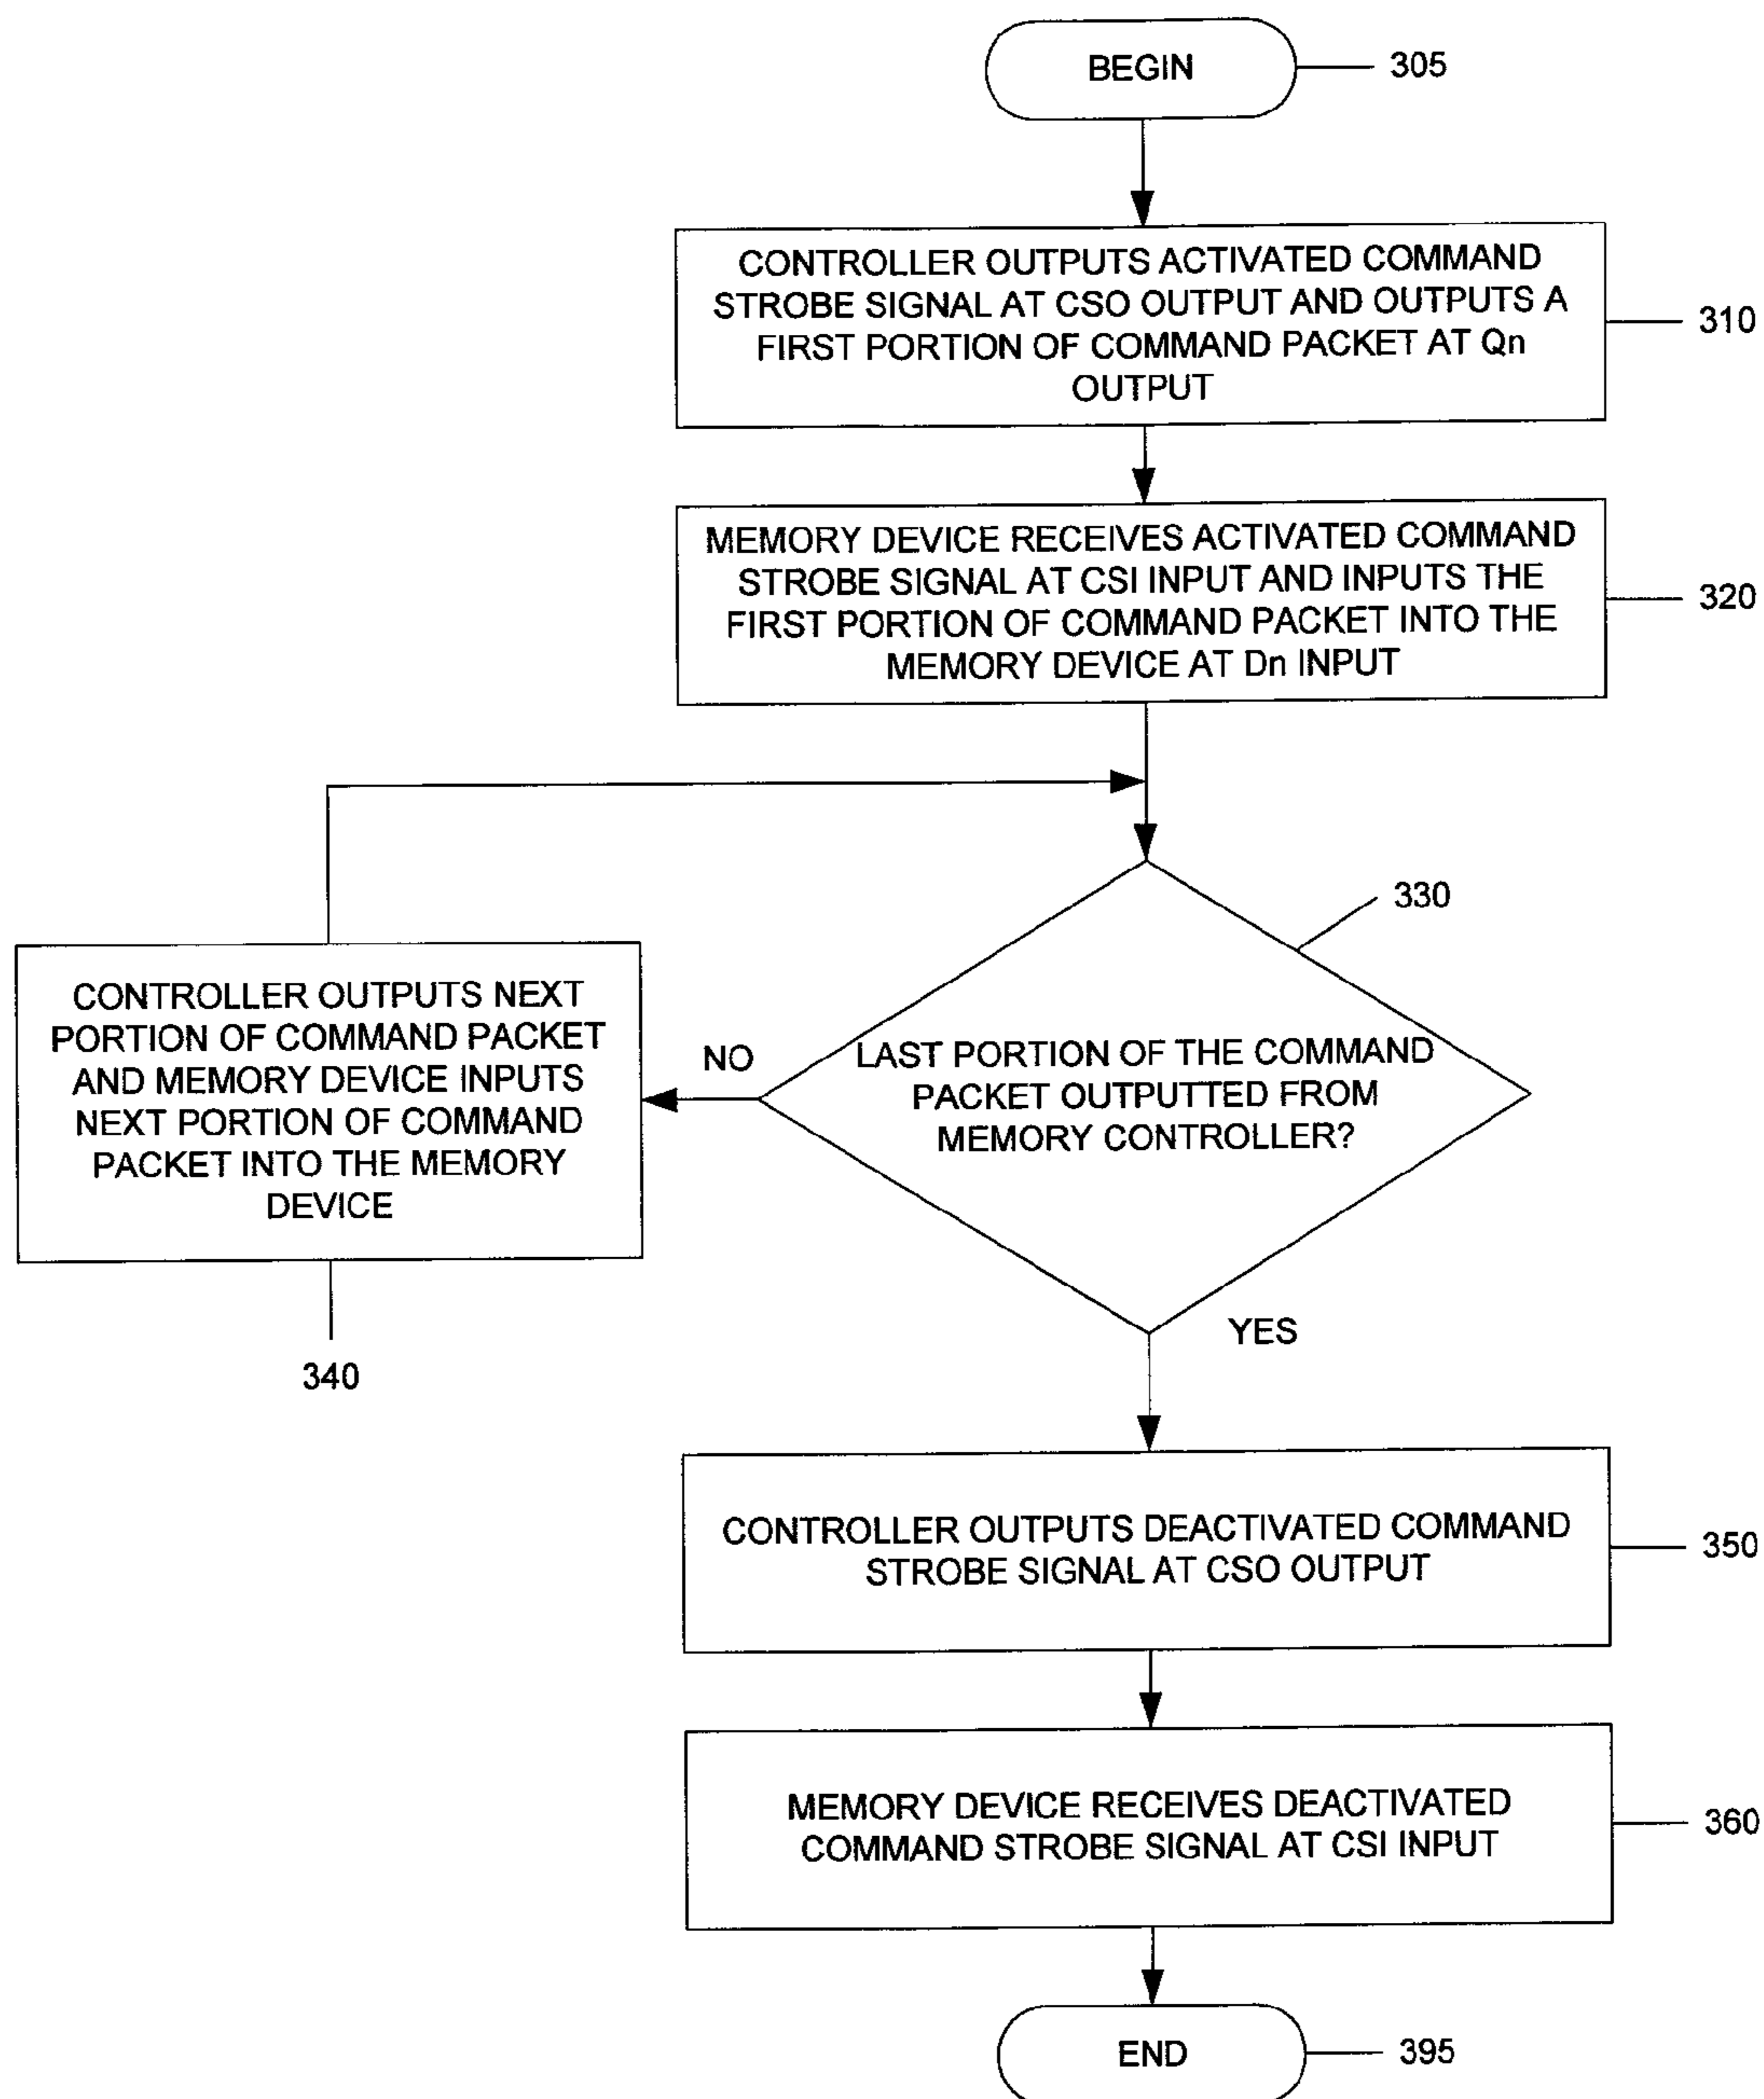 BEGIN
305
CONTROLLER OUTPUTS ACTIVATED COMMAND
STROBE SIGNAL AT CSO OUTPUT AND OUTPUTS A
FIRST PORTION OF COMMAND PACKET AT Qn
OUTPUT
310
MEMORY DEVICE RECEIVES ACTIVATED COMMAND
STROBE SIGNAL AT CSI INPUT AND INPUTS THE
FIRST PORTION OF COMMAND PACKET INTO THE
MEMORY DEVICE AT Dn INPUT
320
330
LAST PORTION OF THE COMMAND
PACKET OUTPUTTED FROM
MEMORY CONTROLLER?
NO
CONTROLLER OUTPUTS NEXT
PORTION OF COMMAND PACKET
AND MEMORY DEVICE INPUTS
NEXT PORTION OF COMMAND
PACKET INTO THE MEMORY
DEVICE
340
YES
CONTROLLER OUTPUTS DEACTIVATED COMMAND
STROBE SIGNAL AT CSO OUTPUT
350
MEMORY DEVICE RECEIVES DEACTIVATED
COMMAND STROBE SIGNAL AT CSI INPUT
360
END
395